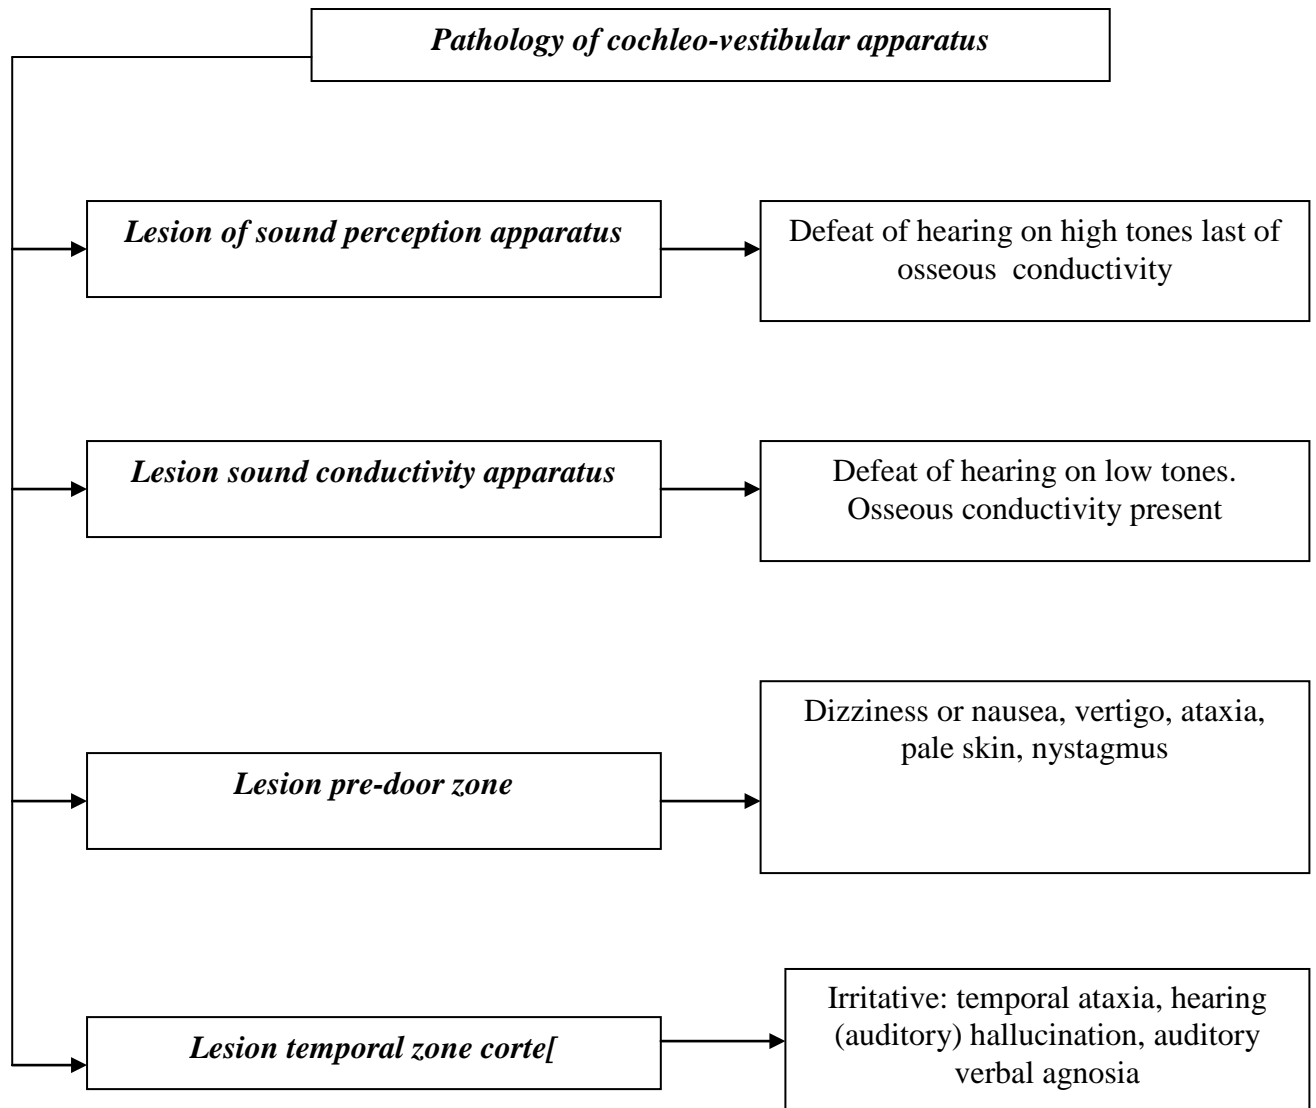 Pathology of cochleo-vestibular apparatus
Lesion of sound perception apparatus
Defeat of hearing on high tones last of
osseous conductivity
Lesion sound conductivity apparatus
Defeat of hearing on low tones.
Osseous conductivity present
Lesion pre-door zone
Dizziness or nausea, vertigo, ataxia,
pale skin, nystagmus
Lesion temporal zone corte[
Irritative: temporal ataxia, hearing
(auditory) hallucination, auditory
verbal agnosia